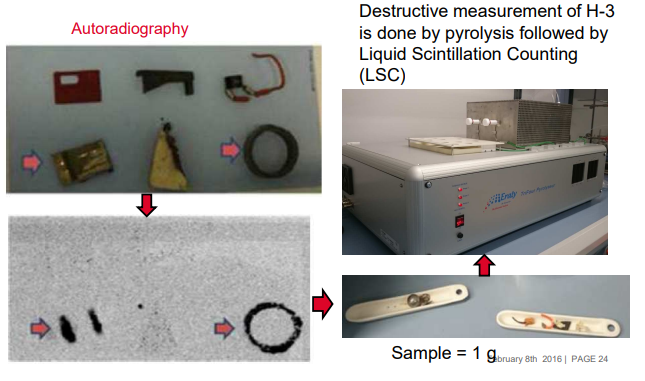 Autoradiography
Destructive measurement of H-3
is done by pyrolysis followed by
Liquid Scintillation Counting
(LSC)
Sample = 1 g
February 8th 2016 | PAGE 24